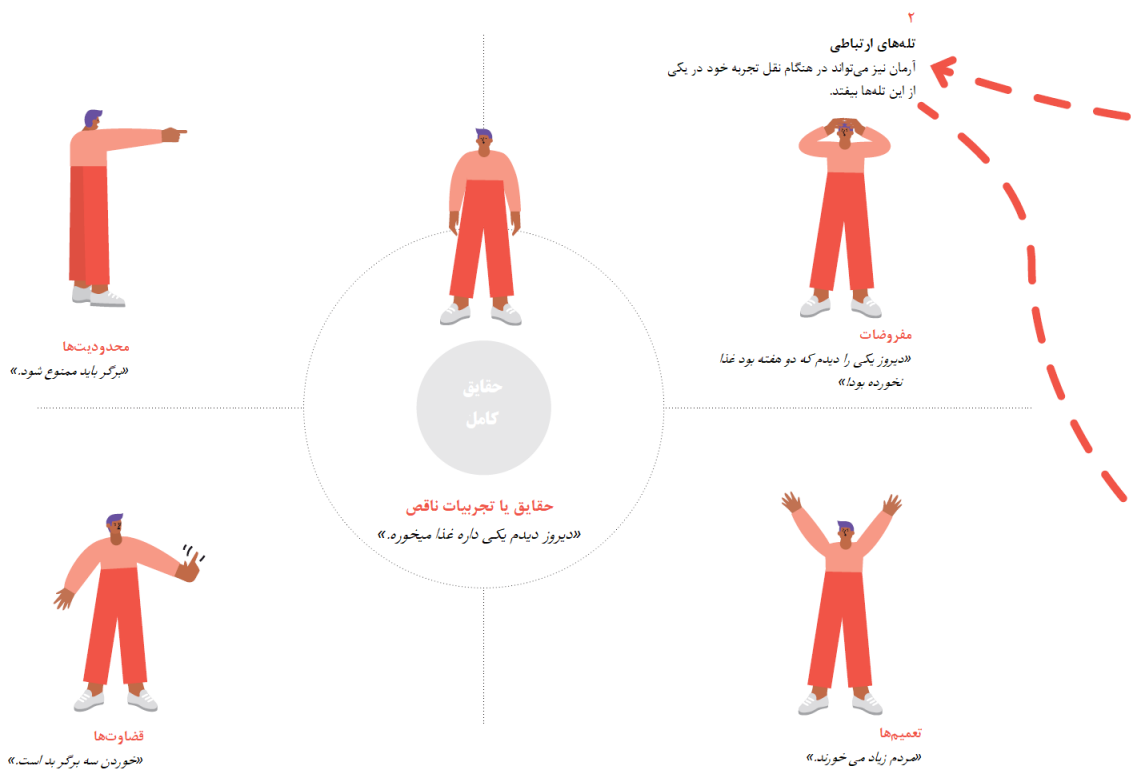 ۲
تله‌های ارتباطی
آرمان نیز می‌تواند در هنگام نقل تجربه خود در یکی
از این تله‌ها بیفتد.
مفروضات
«دیروز یکی را دیدم که دو هفته بود غذا
نخورده بود!»
محدودیت‌ها
«برگر باید ممنوع شود.»
حقایق
کامل
حقایق یا تجربیات ناقص
«دیروز دیدم یکی داره غذا میخوره.»
تعمیم‌ها
«مردم زیاد می خورند.»
قضاوت‌ها
«خوردن سه برگر بد است.»